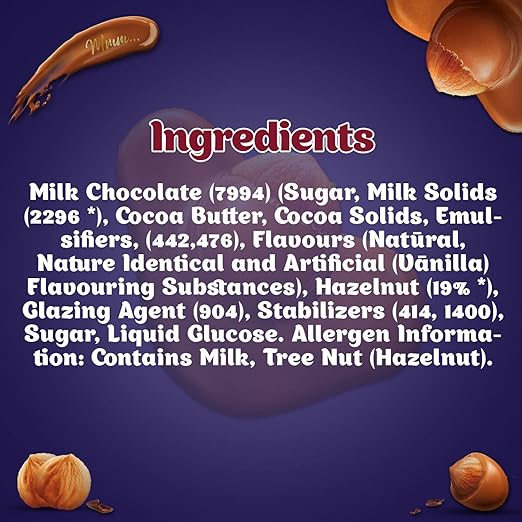 Mmm...
Ingredients
Milk Chocolate (7994) (Sugar, Milk Solids
(2296 *), Cocoa Butter, Cocoa Solids, Emul-
sifiers, (442,476), Flavours (Natūral,
Nature Identical and Artificial (Vānilla)
Flavouring Substances), Hazelnut (19% *),
Glazing Agent (904), Stabilizers (414, 1400),
Sugar, Liquid Glucose. Allergen Informa-
tion: Contains Milk, Tree Nut (Hazelnut).